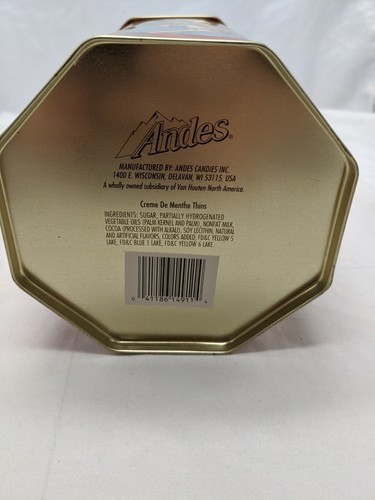 Andes®
MANUFACTURED BY: ANDES CANDIES INC.
1400 E. WISCONSIN, DELAVAN, WI 53115, USA
A wholly owned subsidiary of Van Houten North America.
Creme De Menthe Thins
INGREDIENTS: SUGAR, PARTIALLY HYDROGENATED
VEGETABLE OILS (PALM KERNEL AND PALM), NONFAT MILK,
COCOA (PROCESSED WITH ALKALI), SOY LECITHIN, NATURAL
AND ARTIFICIAL FLAVORS, COLORS ADDED, FD&C YELLOW 5
LAKE, FD&C BLUE 1 LAKE, FD&C YELLOW 6 LAKE.
0 41186 14911 4